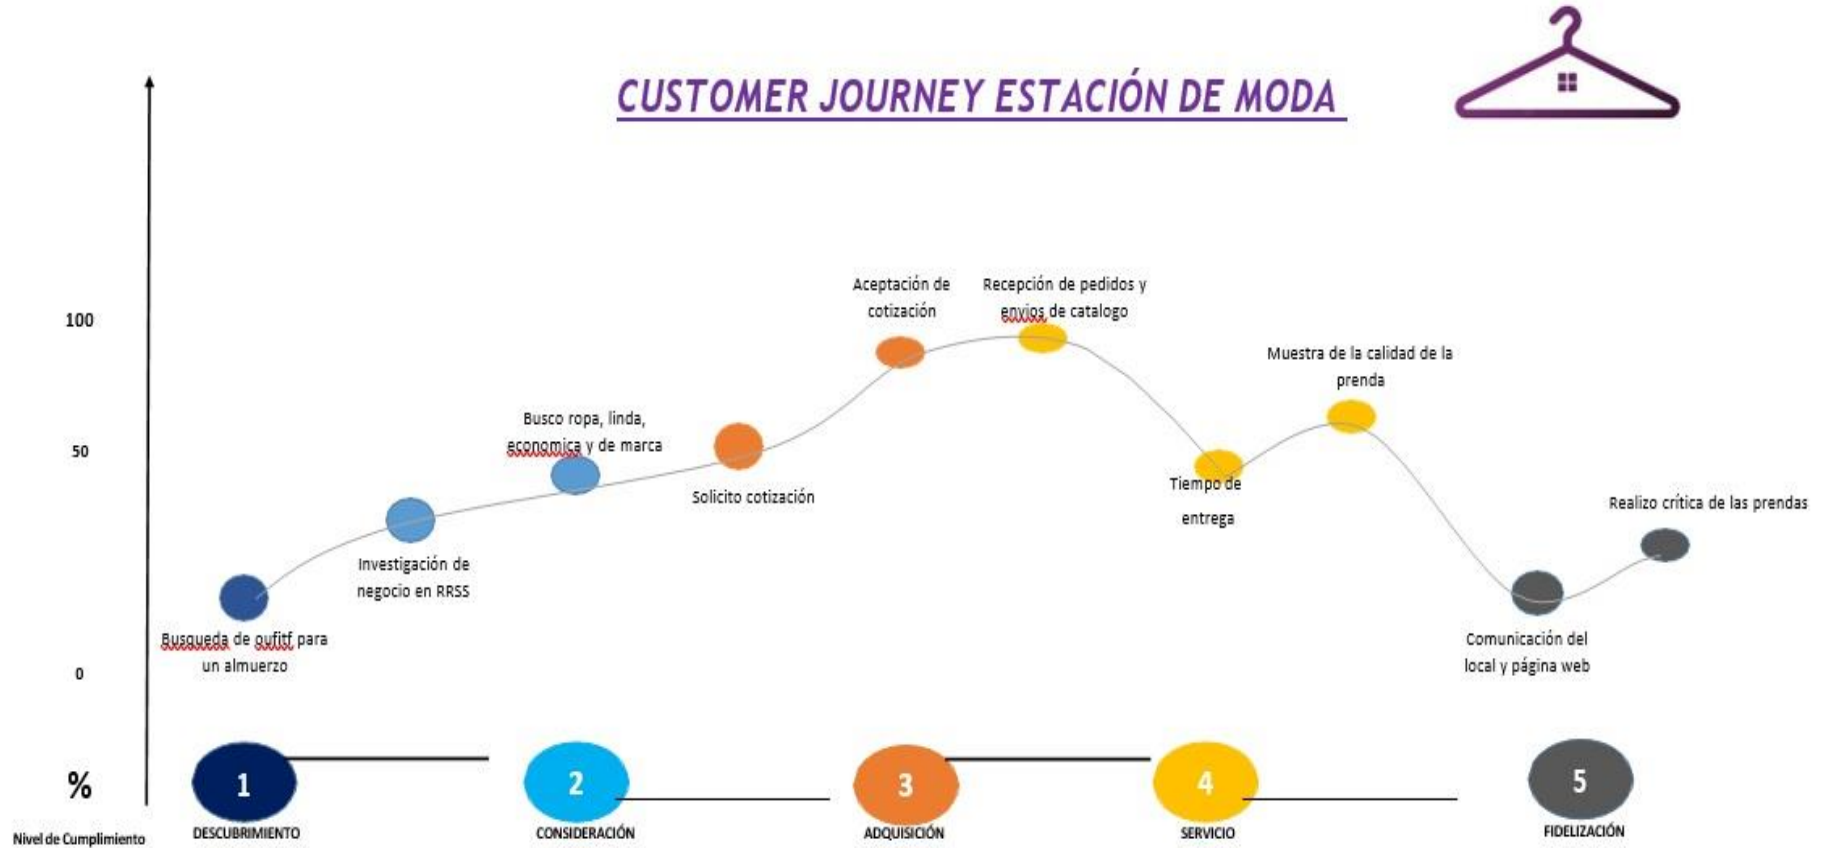 CUSTOMER JOURNEY ESTACIÓN DE MODA
Aceptación de
cotización
Recepción de pedidos y
envios de catalogo
100
Muestra de la calidad de la
prenda
Busco ropa, linda,
economica y de marca
50
Solicito cotización
Tiempo de
entrega
Realizo crítica de las prendas
Investigación de
negocio en RRSS
Busqueda de oufitf para
un almuerzo
Comunicación del
local y página web
0
%
1
2
3
4
5
Nivel de Cumplimiento
DESCUBRIMIENTO
CONSIDERACIÓN
ADQUISICIÓN
SERVICIO
FIDELIZACIÓN